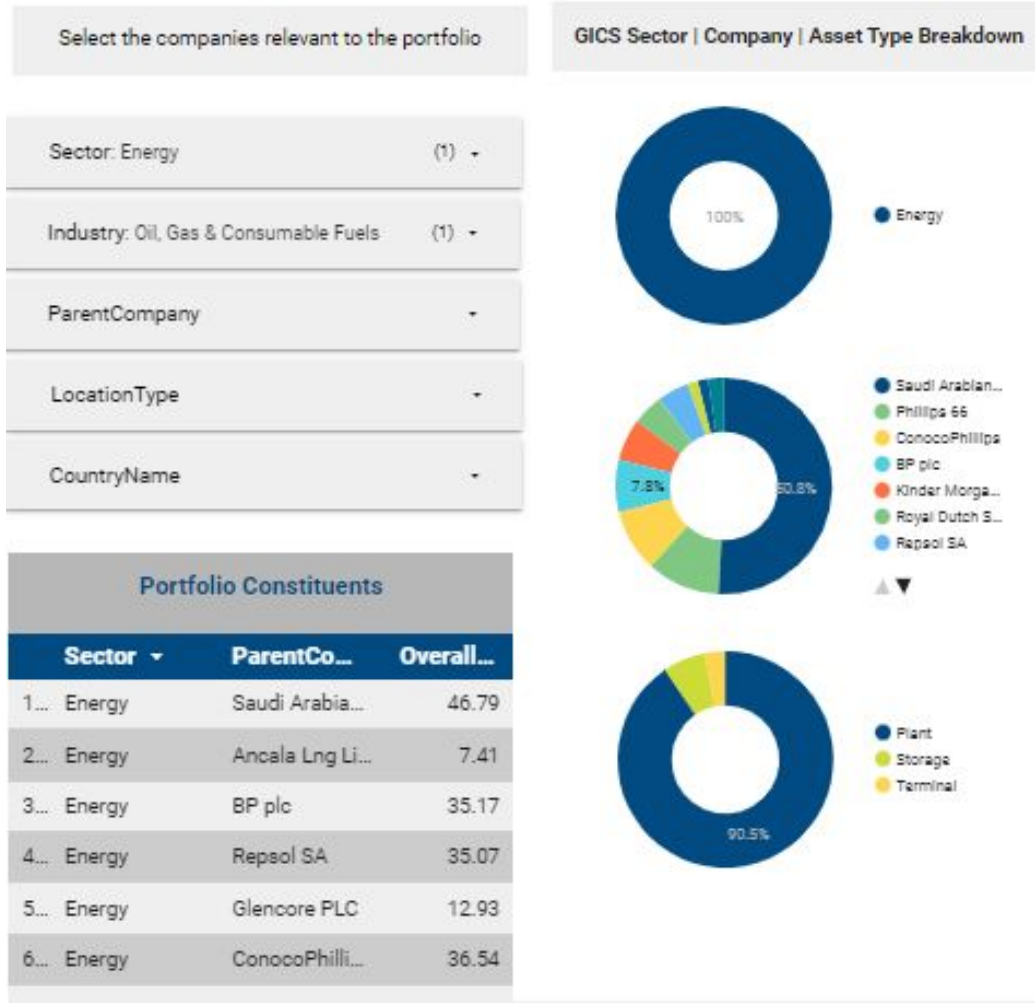 Select the companies relevant to the portfolio
Sector: Energy (1)
Industry: Oil, Gas & Consumable Fuels (1)
ParentCompany
LocationType
CountryName
Portfolio Constituents
Sector ParentCo... Overall...
1... Energy Saudi Arabia... 46.79
2... Energy Ancala Lng Li... 7.41
3... Energy BP plc 35.17
4... Energy Repsol SA 35.07
5... Energy Glencore PLC 12.93
6... Energy ConocoPhilli... 36.54
GICS Sector | Company | Asset Type Breakdown
100%
Energy
7.8%
50.8%
Saudi Arabian...
Phillips 66
ConocoPhillips
BP plc
Kinder Morga...
Royal Dutch S...
Repsol SA
90.5%
Plant
Storage
Terminal